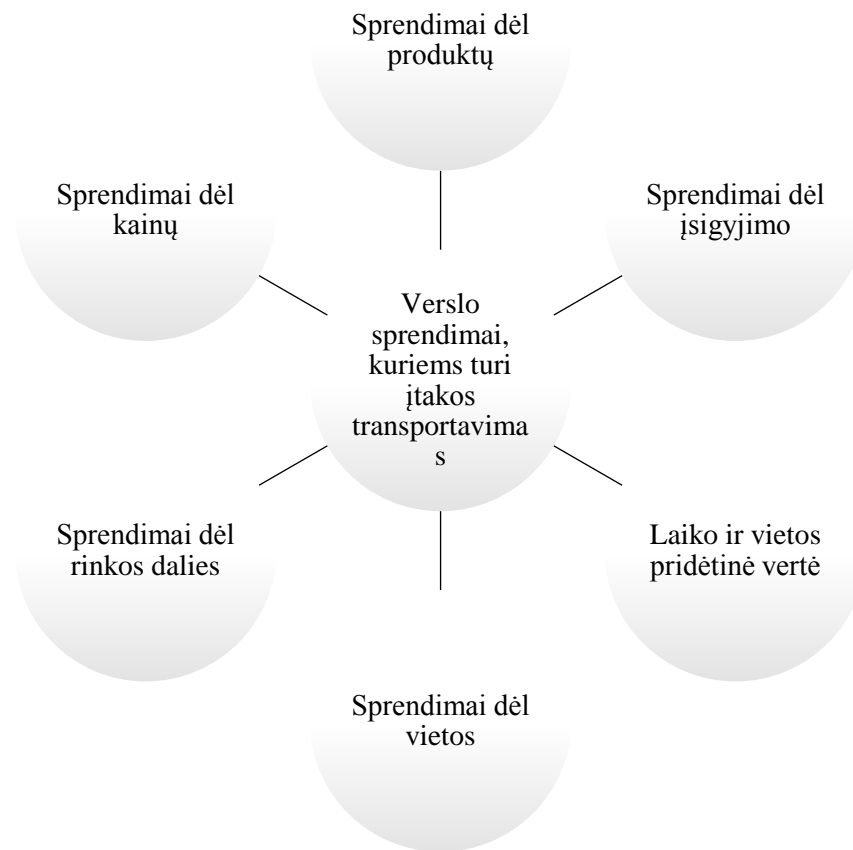 Sprendimai dėl
produktų
Sprendimai dėl
kainų
Sprendimai dėl
įsigyjimo
Verslo
sprendimai,
kuriems turi
įtakos
transportavima
s
Sprendimai dėl
rinkos dalies
Laiko ir vietos
pridėtinė vertė
Sprendimai dėl
vietos